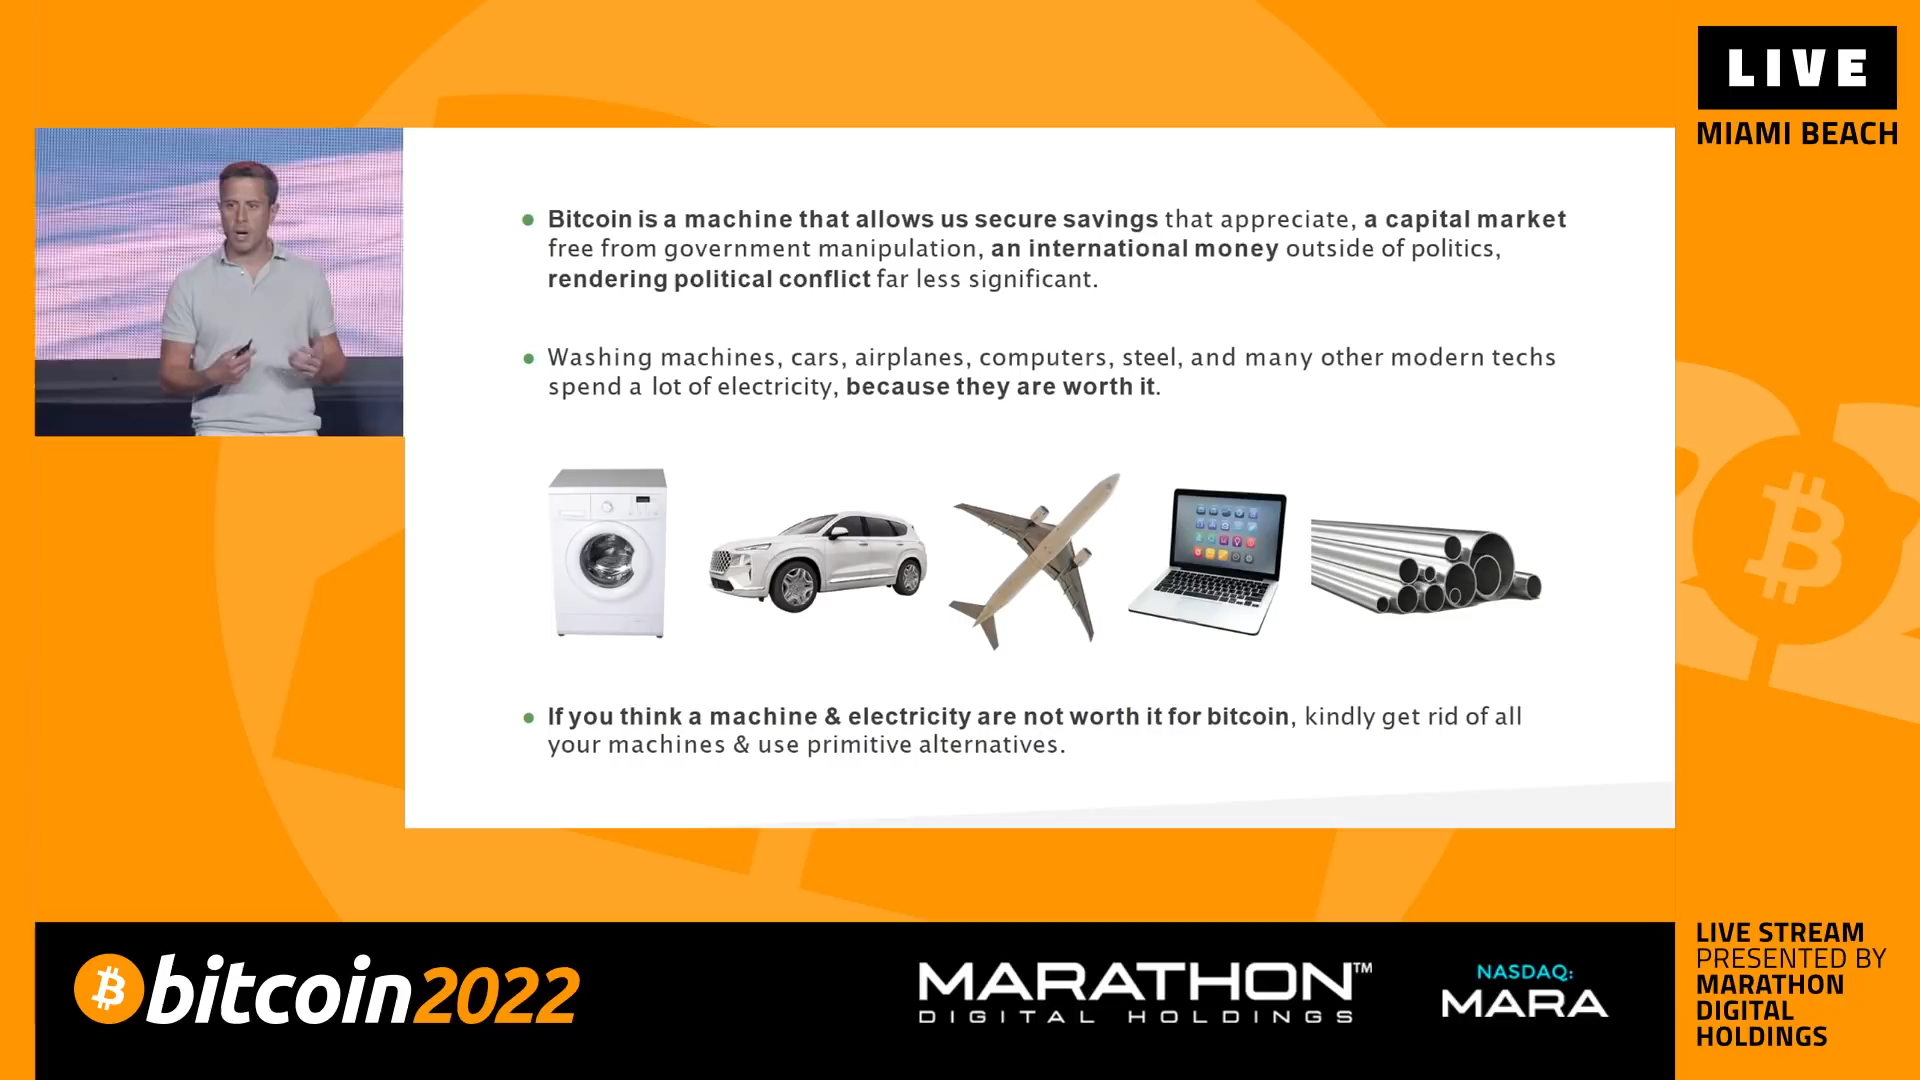 LIVE
MIAMI BEACH
● Bitcoin is a machine that allows us secure savings that appreciate, a capital market
free from government manipulation, an international money outside of politics,
rendering political conflict far less significant.
● Washing machines, cars, airplanes, computers, steel, and many other modern techs
spend a lot of electricity, because they are worth it.
● If you think a machine & electricity are not worth it for bitcoin, kindly get rid of all
your machines & use primitive alternatives.
bitcoin 2022
MARATHON™
DIGITAL HOLDINGS
NASDAQ:
MARA
LIVE STREAM
PRESENTED BY
MARATHON
DIGITAL
HOLDINGS